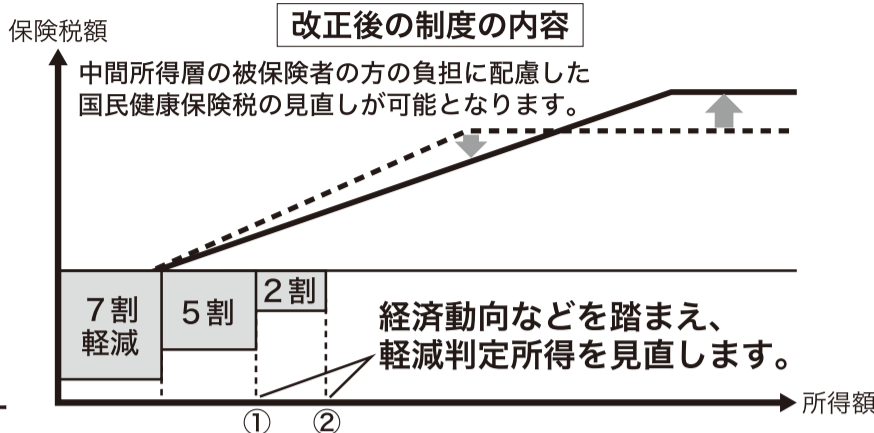 改正後の制度の内容
保険税額
中間所得層の被保険者の方の負担に配慮した
国民健康保険税の見直しが可能となります。
7割
軽減
5割
2割
経済動向などを踏まえ、
軽減判定所得を見直します。
所得額
①
②